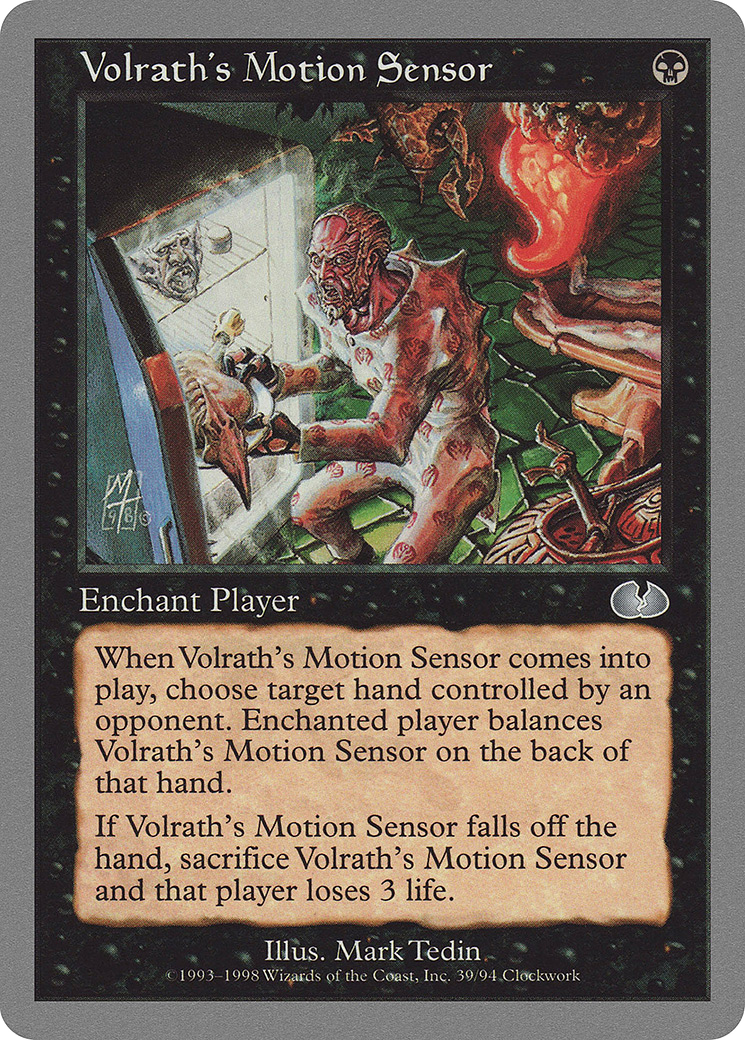 Volrath's Motion Sensor
Enchant Player
When Volrath's Motion Sensor comes into
play, choose target hand controlled by an
opponent. Enchanted player balances
Volrath's Motion Sensor on the back of
that hand.
If Volrath's Motion Sensor falls off the
hand, sacrifice Volrath's Motion Sensor
and that player loses 3 life.
Illus. Mark Tedin
©1993–1998 Wizards of the Coast, Inc. 39/94 Clockwork